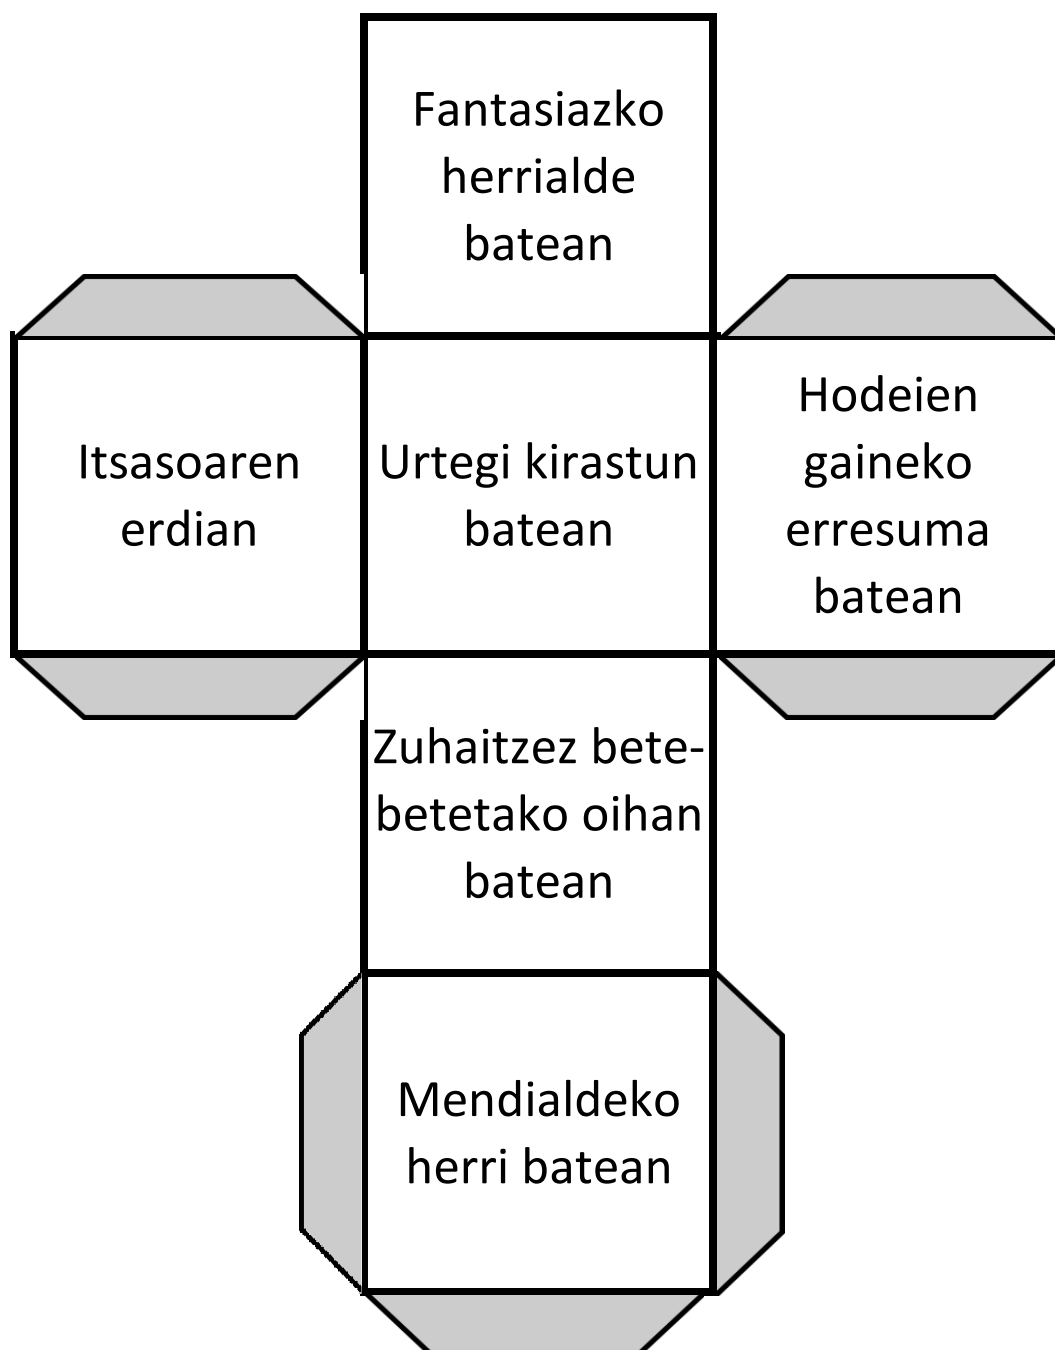 Fantasiazko
herrialde
batean
Itsasoaren
erdian
Urtegi kirastun
batean
Hodeien
gaineko
erresuma
batean
Zuhaitzez bete-
betetako oihan
batean
Mendialdeko
herri batean